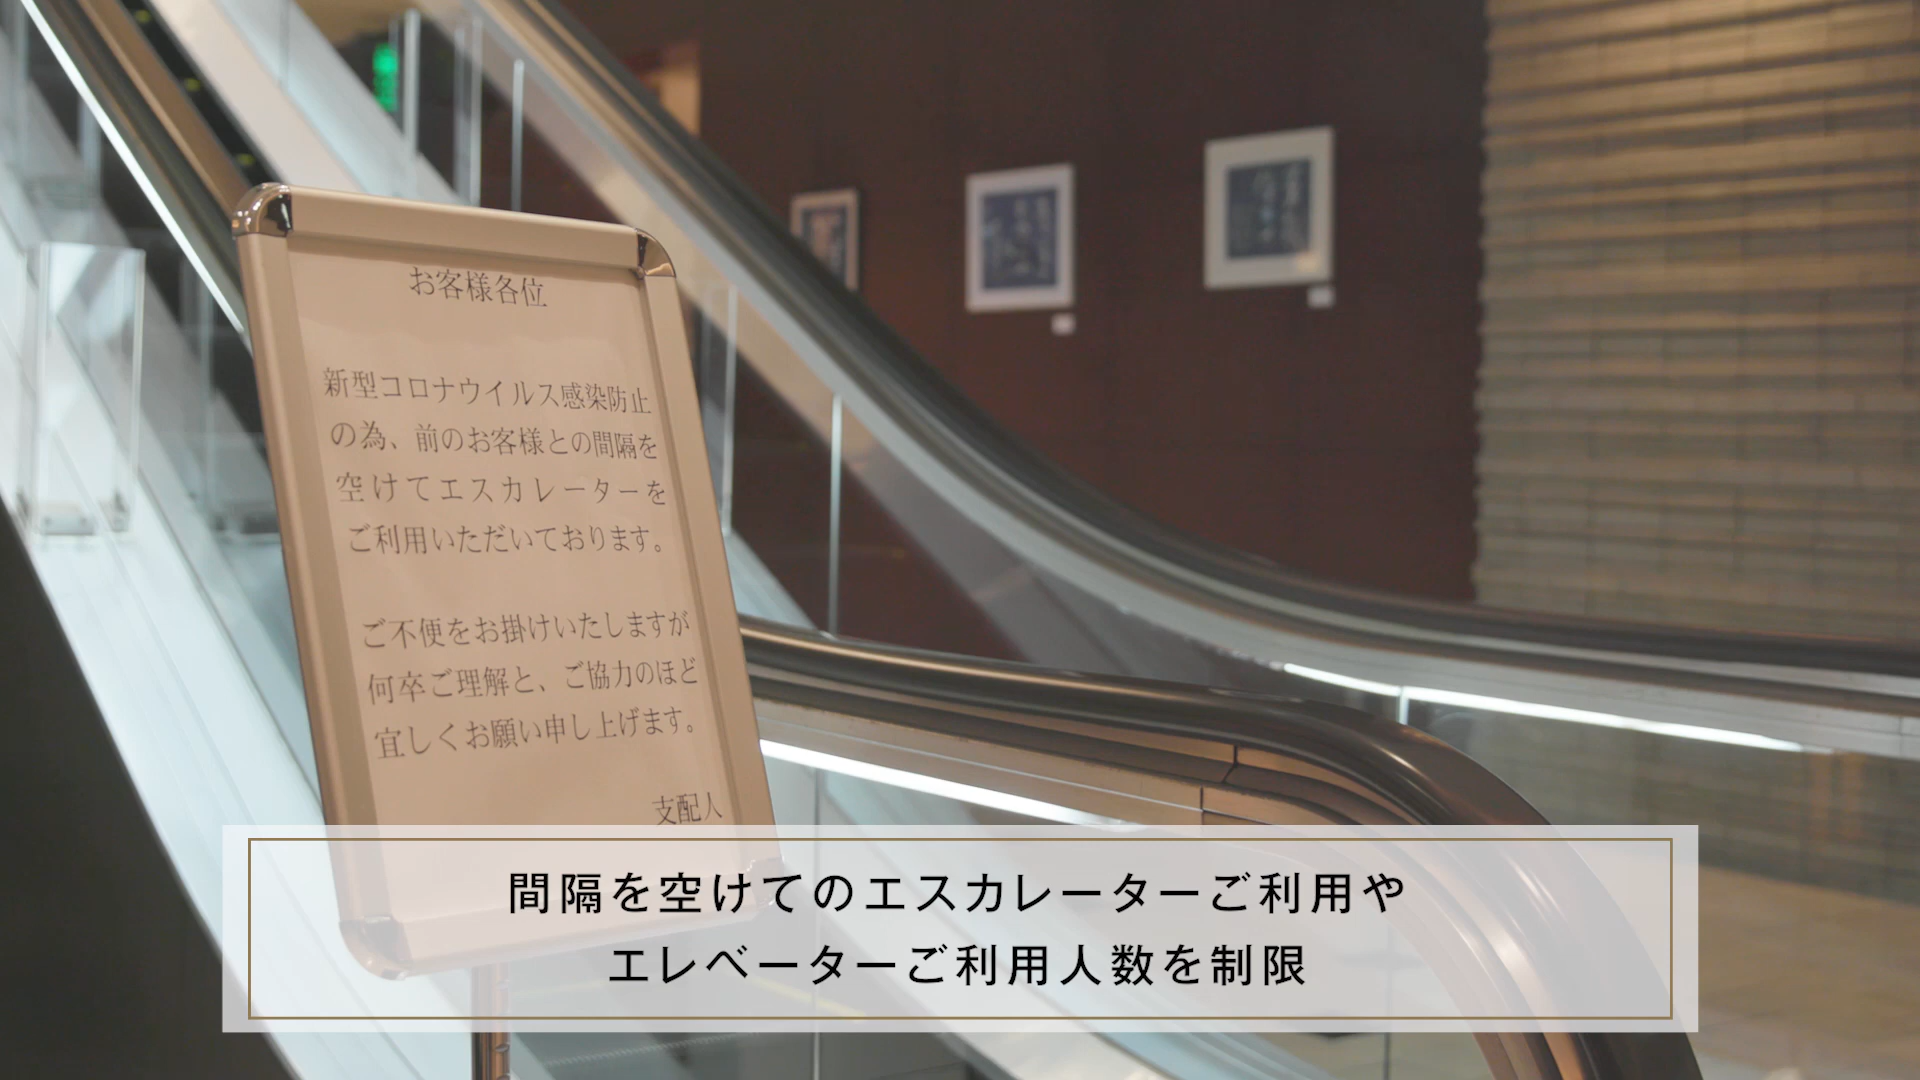 お客様各位
新型コロナウイルス感染防止
の為、前のお客様との間隔を
空けてエスカレーターを
ご利用いただいております。
ご不便をお掛けいたしますが
何卒ご理解と、ご協力のほど
宜しくお願い申し上げます。
支配人
間隔を空けてのエスカレーターご利用や
エレベーターご利用人数を制限